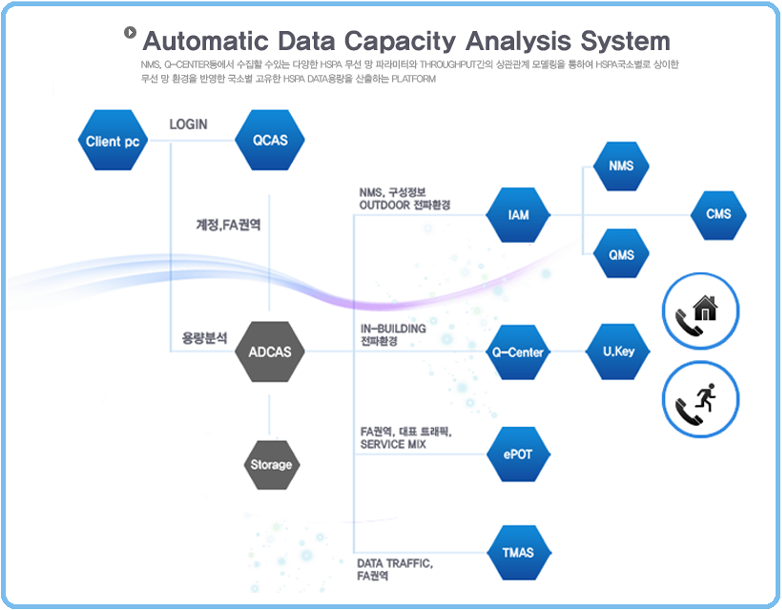 Automatic Data Capacity Analysis System
NMS, Q-CENTER등에서 수집할 수있는 다양한 HSPA 무선 망 파라미터와 THROUGHPUT간의 상관관계 모델링을 통하여 HSPA국소별로 상이한
무선 망 환경을 반영한 국소별 고유한 HSPA DATA용량을 산출하는 PLATFORM
Client pc
LOGIN
QCAS
계정,FA권역
용량분석
ADCAS
Storage
NMS, 구성정보
OUTDOOR 전파환경
IAM
NMS
QMS
CMS
IN-BUILDING
전파환경
Q-Center
U.Key
FA권역, 대표 트래픽,
SERVICE MIX
ePOT
DATA TRAFFIC,
FA권역
TMAS